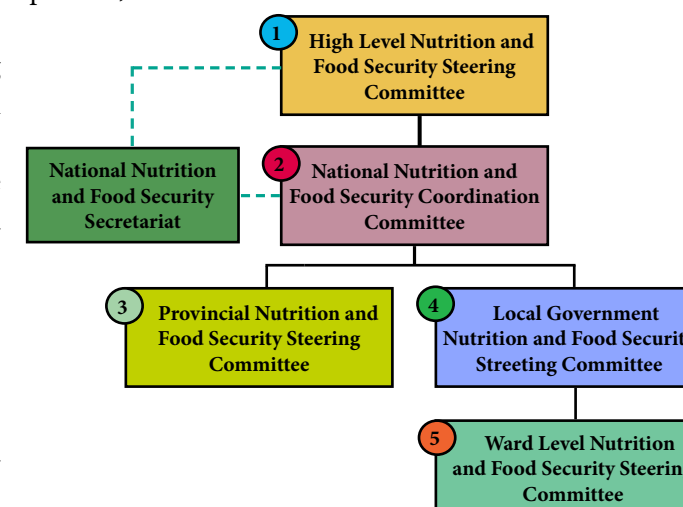 1
High Level Nutrition and
Food Security Steering
Committee
National Nutrition
and Food Security
Secretariat
2
National Nutrition and
Food Security Coordination
Committee
3
Provincial Nutrition and
Food Security Steering
Committee
4
Local Government
Nutrition and Food Securit
Streeting Committee
5
Ward Level Nutrition
and Food Security Steerin
Committee